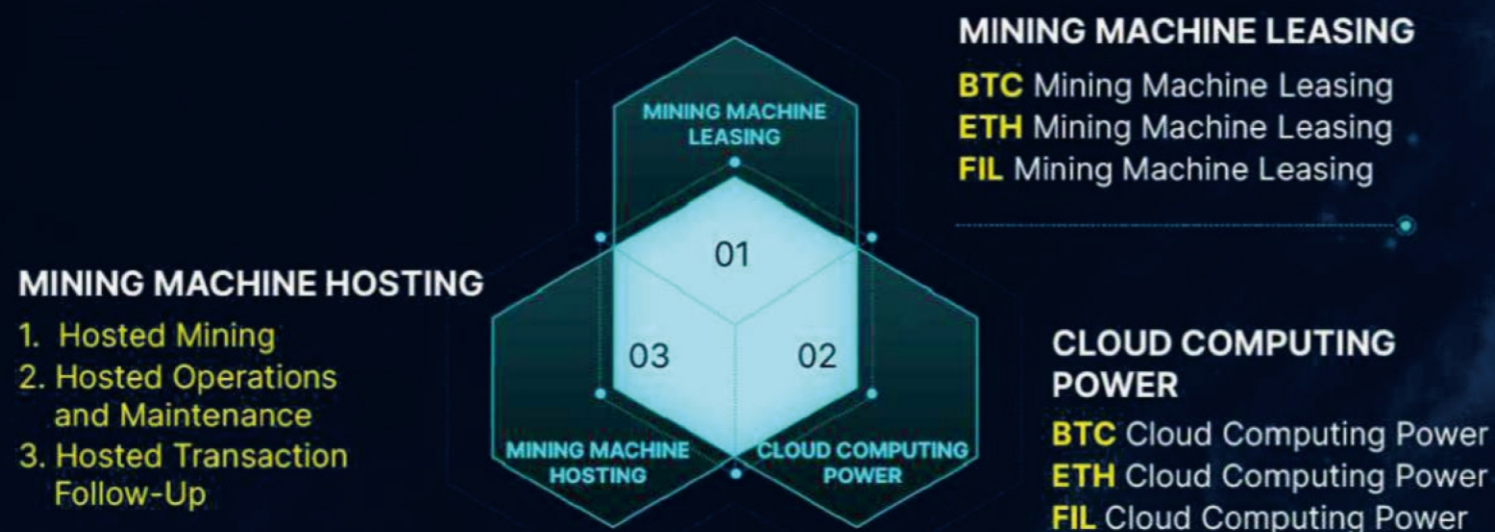 MINING MACHINE LEASING
BTC Mining Machine Leasing
ETH Mining Machine Leasing
FIL Mining Machine Leasing
MINING MACHINE
LEASING
01
03
02
MINING MACHINE
HOSTING
CLOUD COMPUTING
POWER
MINING MACHINE HOSTING
1. Hosted Mining
2. Hosted Operations
and Maintenance
3. Hosted Transaction
Follow-Up
CLOUD COMPUTING
POWER
BTC Cloud Computing Power
ETH Cloud Computing Power
FIL Cloud Computing Power